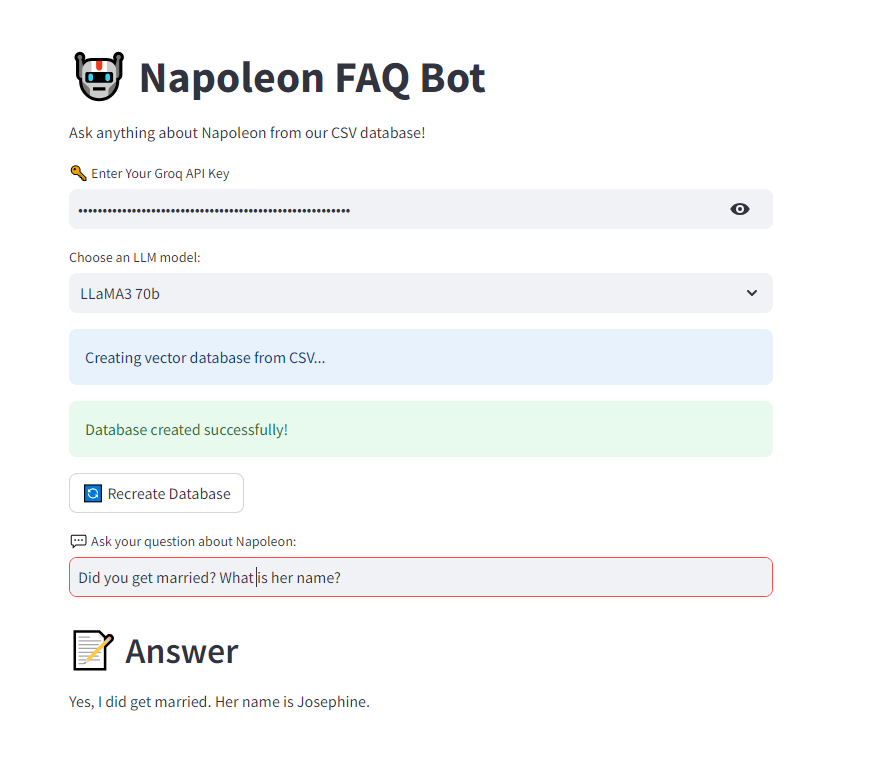 Napoleon FAQ Bot
Ask anything about Napoleon from our CSV database!
Enter Your Groq API Key
Choose an LLM model:
LLaMA3 70b
Creating vector database from CSV...
Database created successfully!
Recreate Database
Ask your question about Napoleon:
Did you get married? What is her name?
Answer
Yes, I did get married. Her name is Josephine.